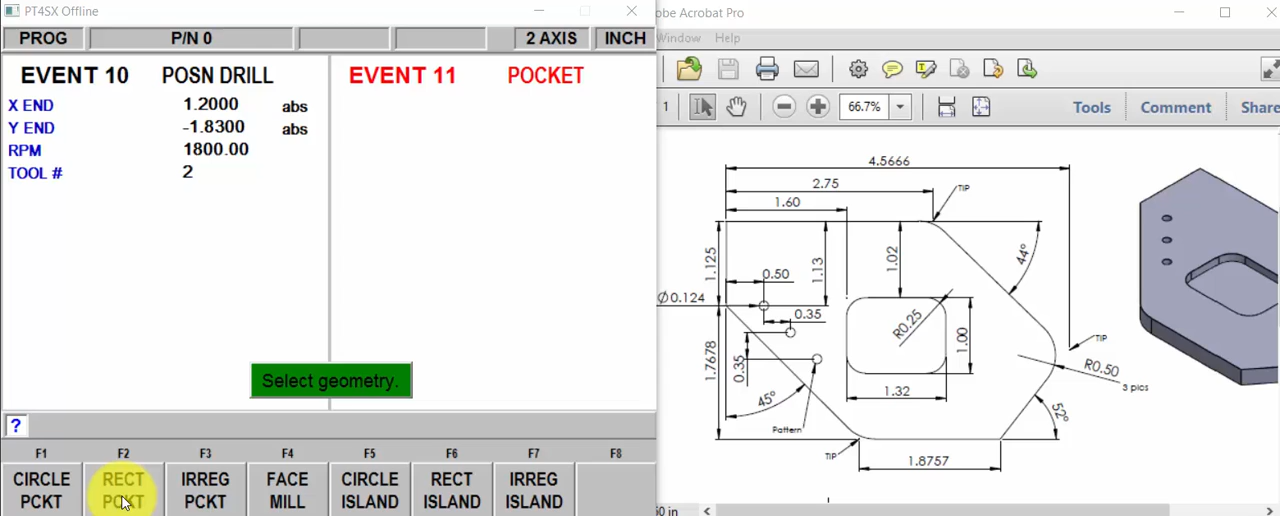 PT4SX Offline
PROG P/N 0 2 AXIS INCH
EVENT 10 POSN DRILL
X END 1.2000 abs
Y END -1.8300 abs
RPM 1800.00
TOOL # 2
EVENT 11 POCKET
Select geometry.
?
F1 F2 F3 F4 F5 F6 F7 F8
CIRCLE PCKT
RECT PCKT
IRREG PCKT
FACE MILL
CIRCLE ISLAND
RECT ISLAND
IRREG ISLAND
dobe Acrobat Pro
Window Help
1 66.7% Tools Comment Share
4.5666
2.75
TIP
1.60
1.125
1.13
1.02
44°
0.50
Ø0.124
0.35
R0.25
1.00
TIP
1.7678
0.35
R0.50
3 plcs
1.32
45°
52°
Pattern
TIP
1.8757
50 in